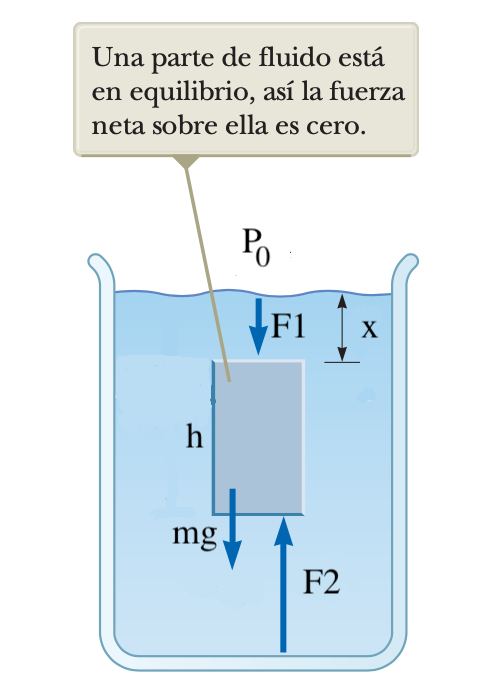 Una parte de fluido está
en equilibrio, así la fuerza
neta sobre ella es cero.
P0
F1
x
h
mg
F2